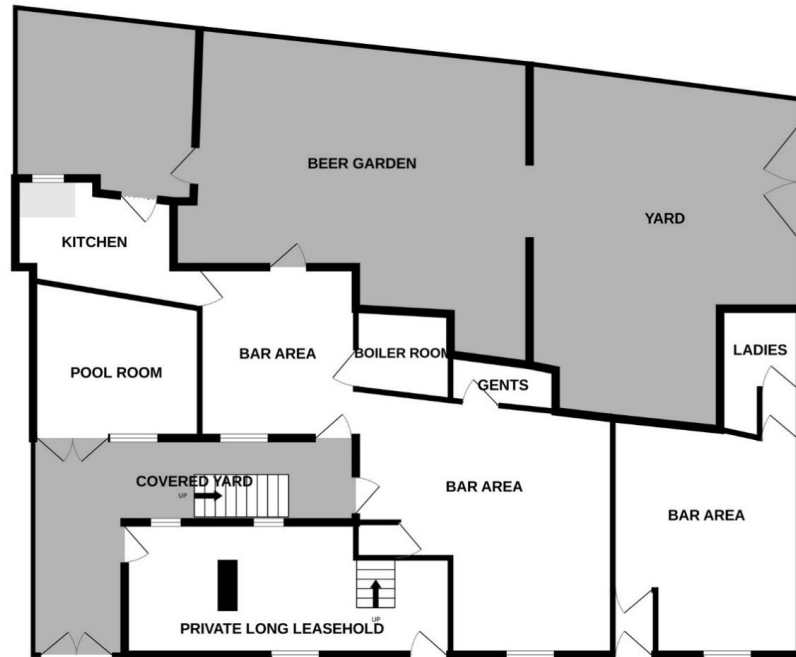 BEER GARDEN
YARD
KITCHEN
BAR AREA
BOILER ROOM
LADIES
POOL ROOM
GENTS
COVERED YARD
UP
BAR AREA
BAR AREA
UP
PRIVATE LONG LEASEHOLD